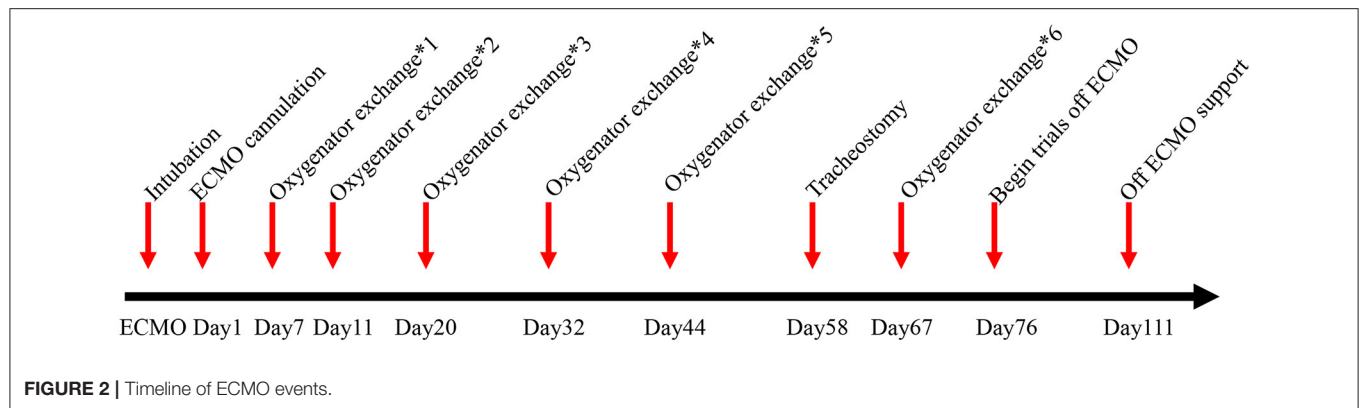 Intubation
ECMO cannulation
Oxygenator exchange*1
Oxygenator exchange*2
Oxygenator exchange*3
Oxygenator exchange*4
Oxygenator exchange*5
Tracheostomy
Oxygenator exchange*6
Begin trials off ECMO
Off ECMO support
ECMO Day1 Day7 Day11 Day20 Day32 Day44 Day58 Day67 Day76 Day111
FIGURE 2 | Timeline of ECMO events.